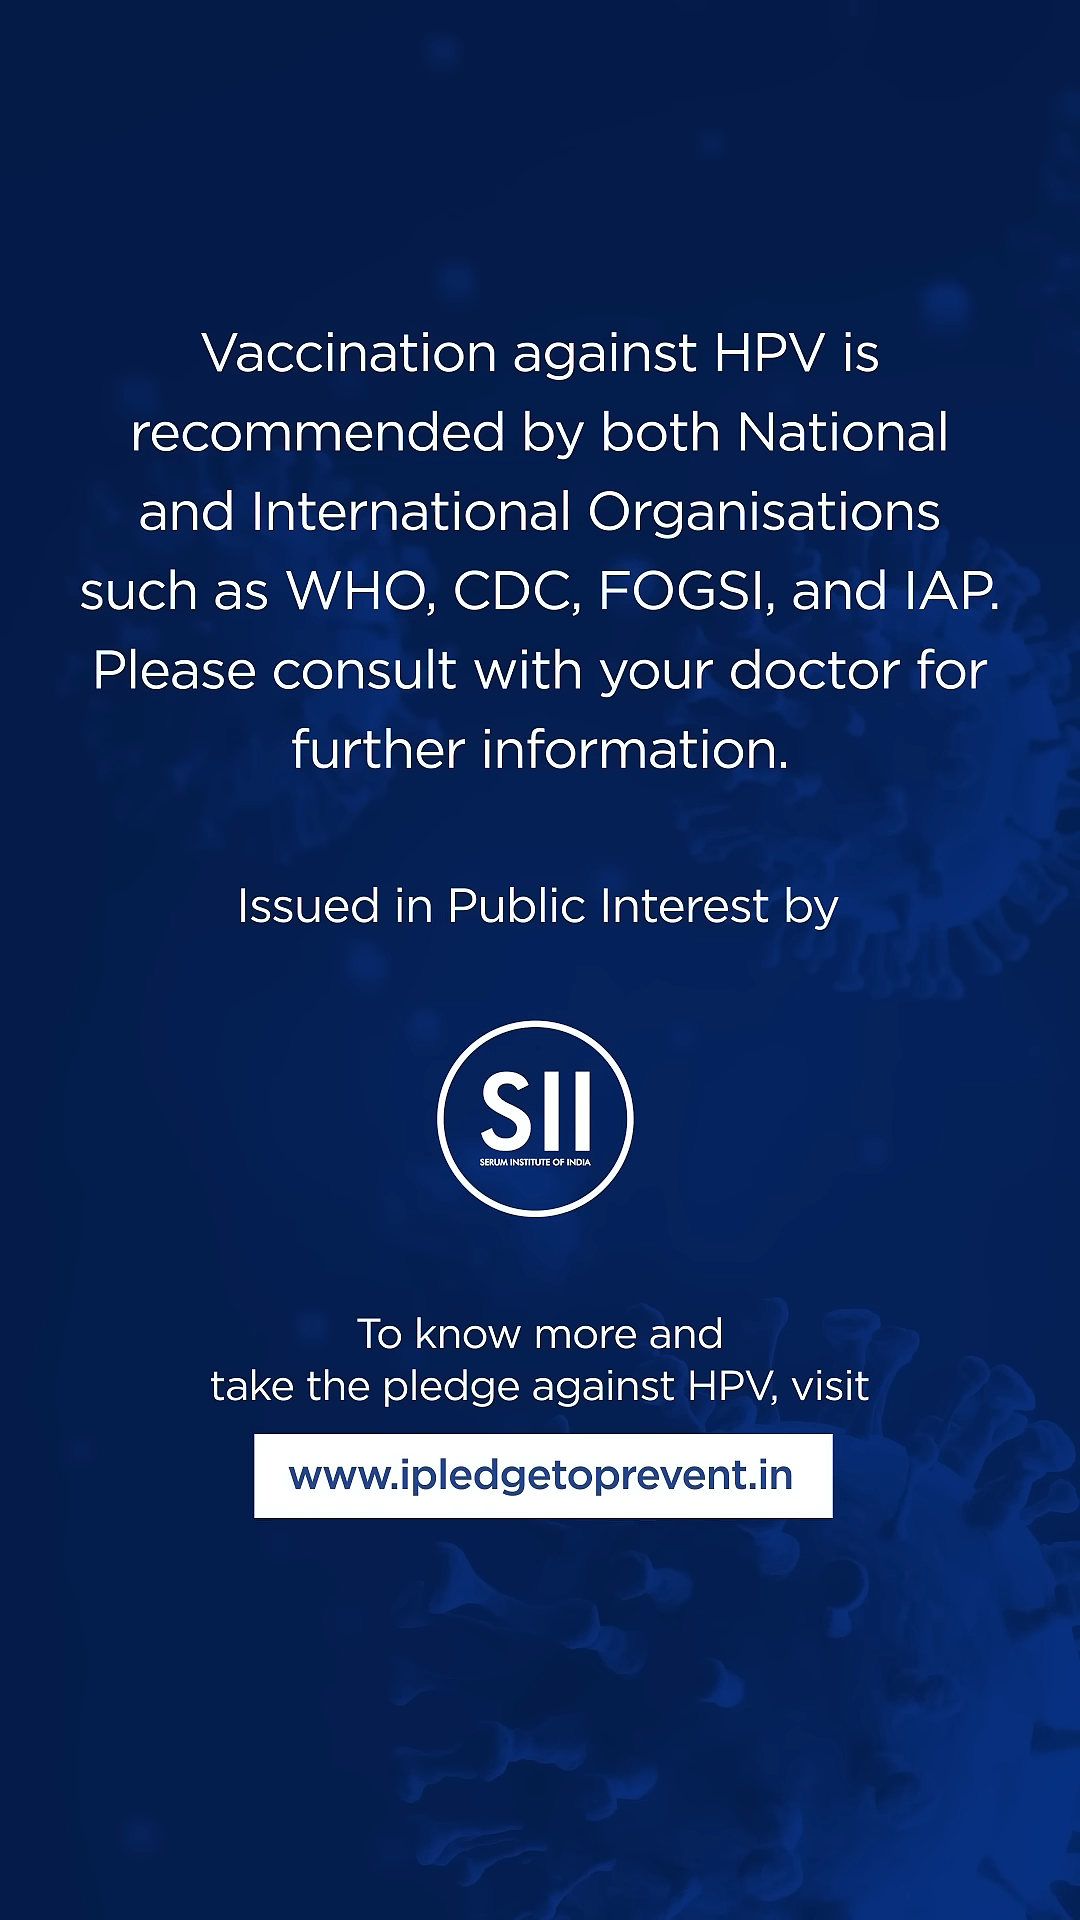 Vaccination against HPV is
recommended by both National
and International Organisations
such as WHO, CDC, FOGSI, and IAP.
Please consult with your doctor for
further information.
Issued in Public Interest by
SII
SERUM INSTITUTE OF INDIA
To know more and
take the pledge against HPV, visit
www.ipledgetoprevent.in